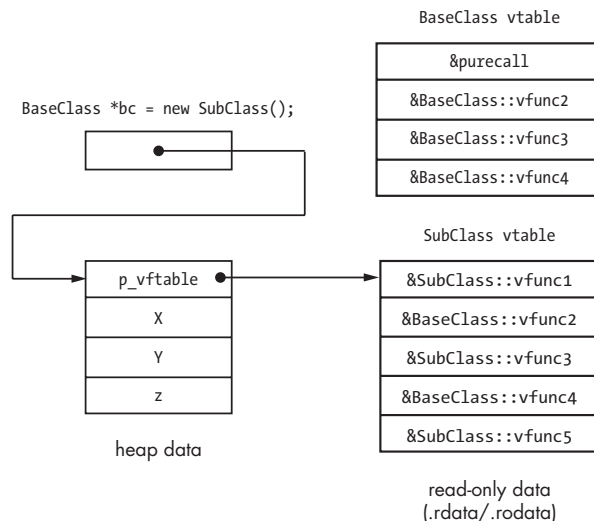 BaseClass vtable
&purecall
&BaseClass::vfunc2
&BaseClass::vfunc3
&BaseClass::vfunc4
BaseClass *bc = new SubClass();
SubClass vtable
p_vftable
X
Y
z
heap data
&SubClass::vfunc1
&BaseClass::vfunc2
&SubClass::vfunc3
&BaseClass::vfunc4
&SubClass::vfunc5
read-only data
(.rdata/.rodata)